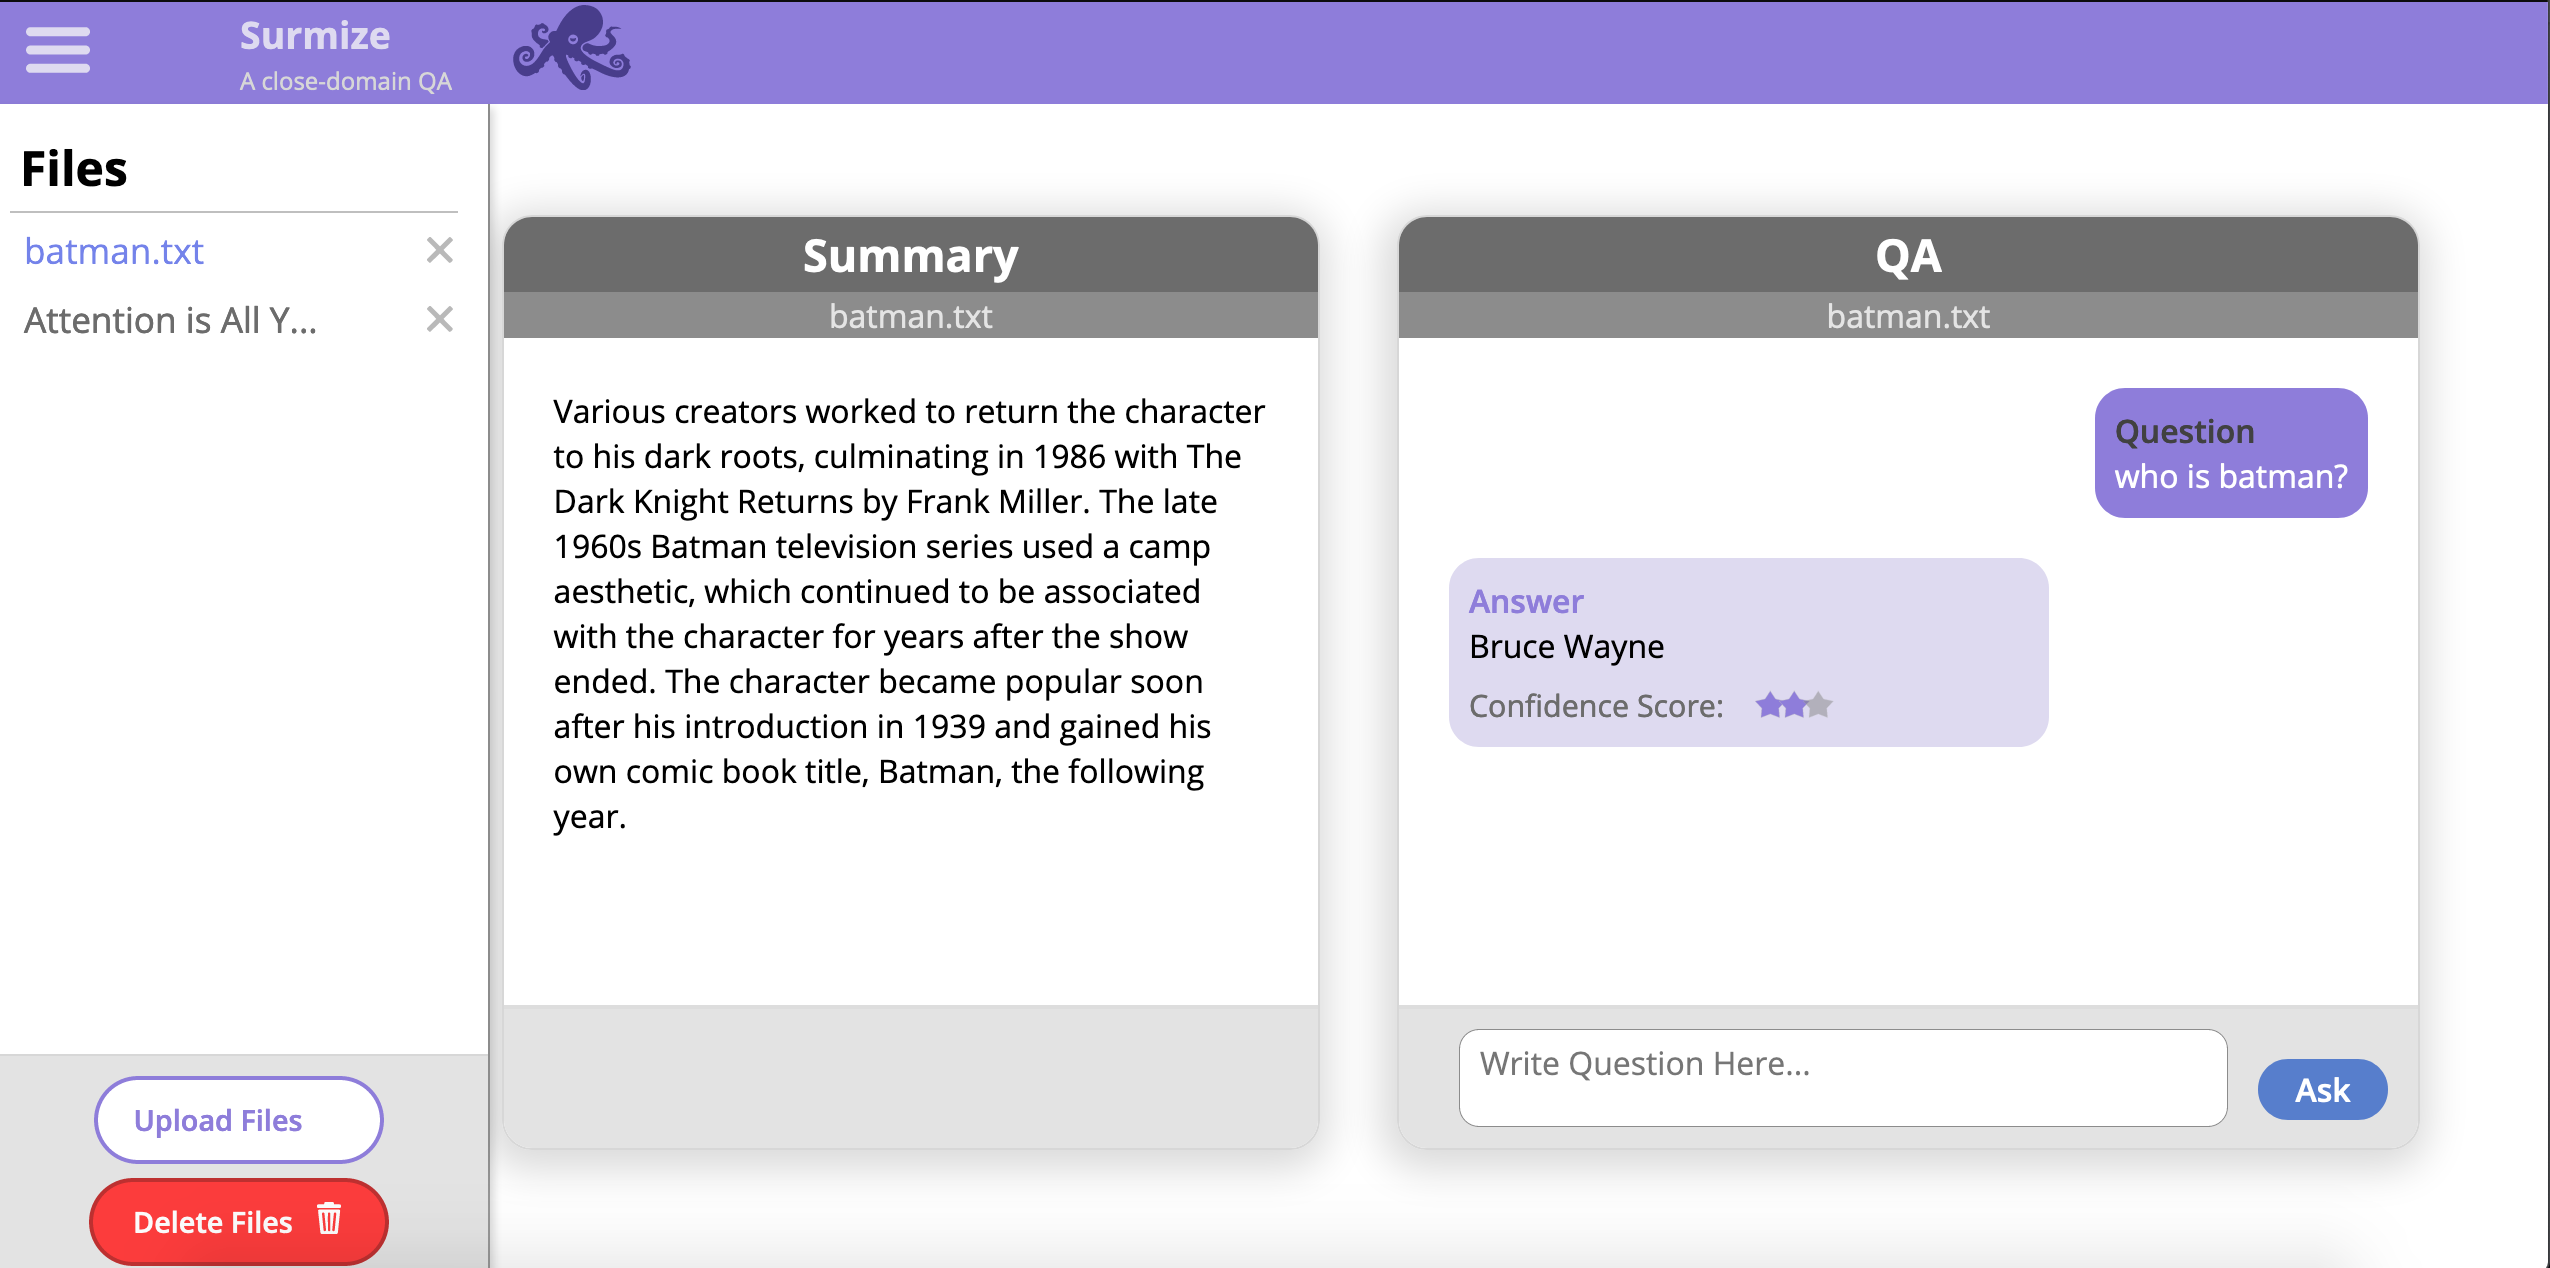 Surmize
A close-domain QA
Files
batman.txt
Attention is All Y...
Upload Files
Delete Files
Summary
batman.txt
Various creators worked to return the character
to his dark roots, culminating in 1986 with The
Dark Knight Returns by Frank Miller. The late
1960s Batman television series used a camp
aesthetic, which continued to be associated
with the character for years after the show
ended. The character became popular soon
after his introduction in 1939 and gained his
own comic book title, Batman, the following
year.
QA
batman.txt
Question
who is batman?
Answer
Bruce Wayne
Confidence Score:
Write Question Here...
Ask